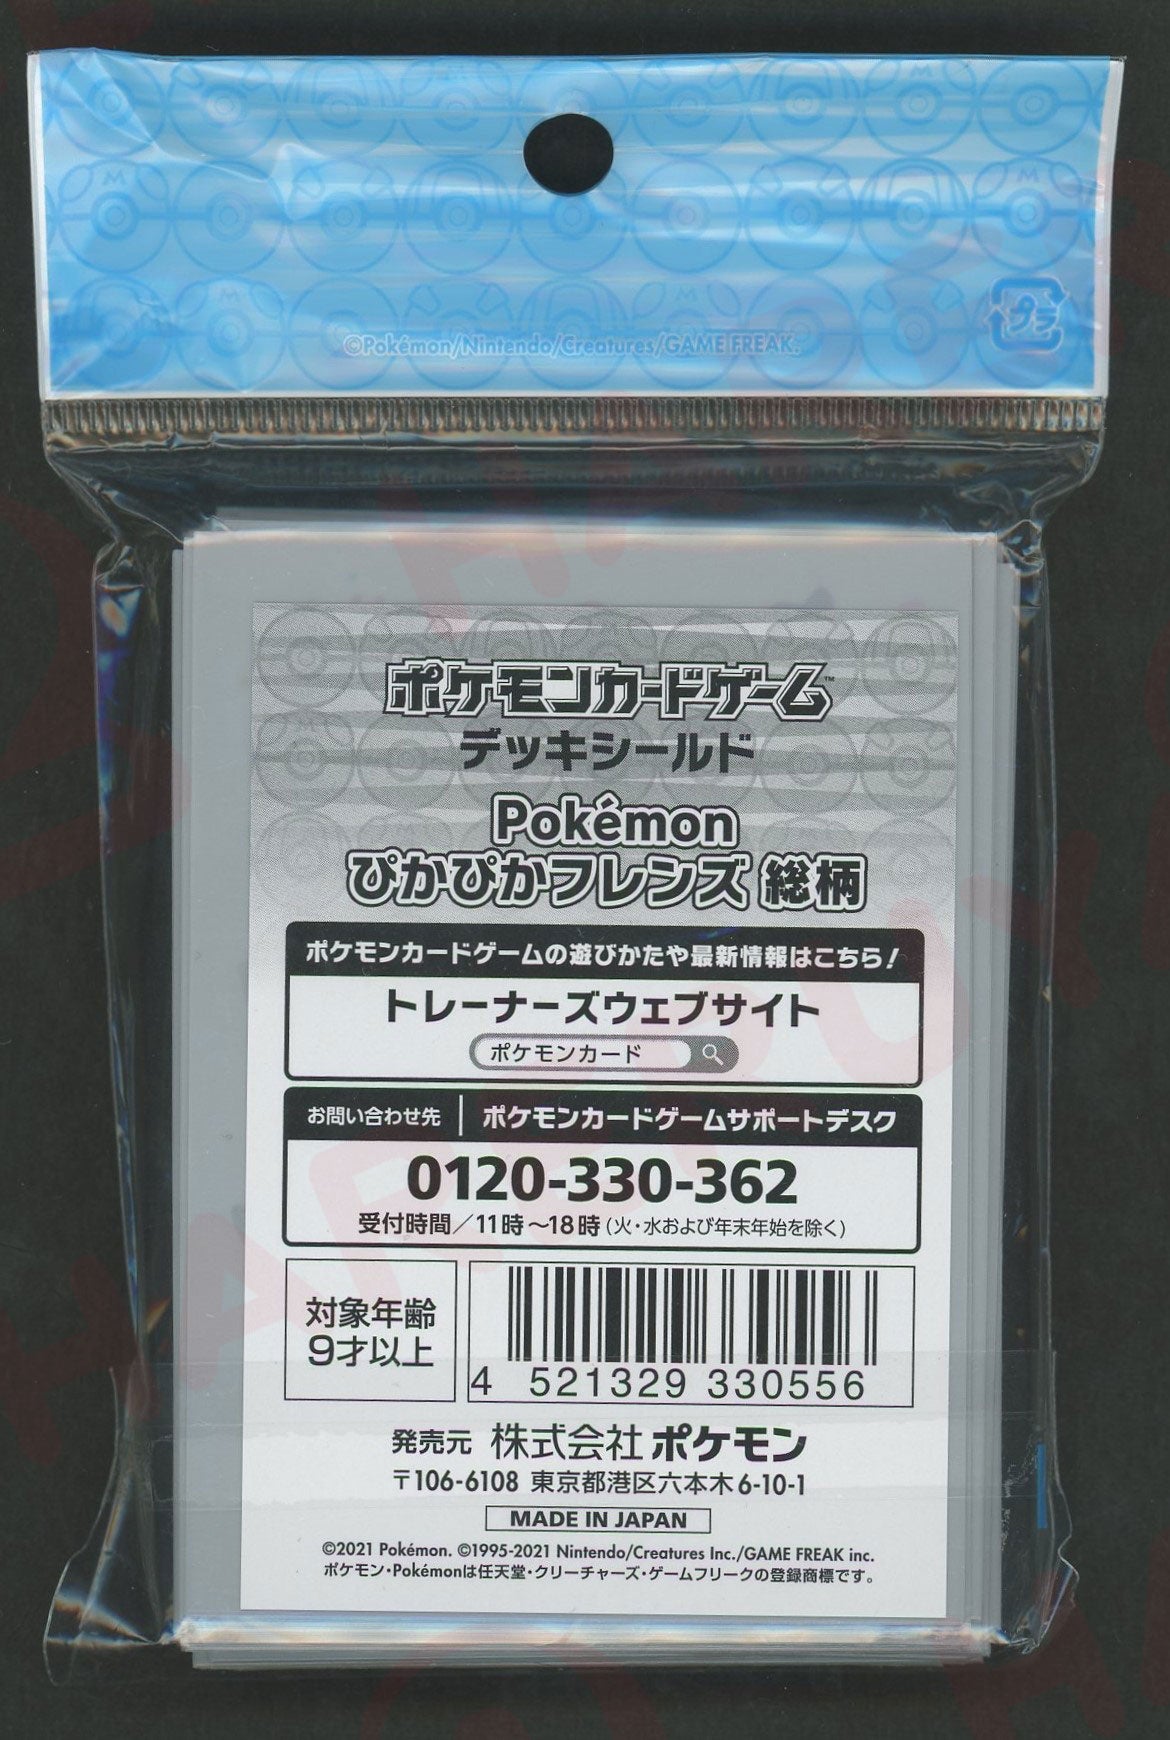 ©Pokémon/Nintendo/Creatures/GAME FREAK.
プラ
ポケモンカードゲーム™
デッキシールド
Pokémon
ぴかぴかフレンズ 総柄
ポケモンカードゲームの遊びかたや最新情報はこちら!
トレーナーズウェブサイト
ポケモンカード
お問い合わせ先 ポケモンカードゲームサポートデスク
0120-330-362
受付時間/11時~18時(火・水および年末年始を除く)
対象年齢
9才以上
4 521329 330556
発売元 株式会社ポケモン
〒106-6108 東京都港区六本木6-10-1
MADE IN JAPAN
©2021 Pokémon. ©1995-2021 Nintendo/Creatures Inc./GAME FREAK inc.
ポケモン・Pokémonは任天堂・クリーチャーズ・ゲームフリークの登録商標です。